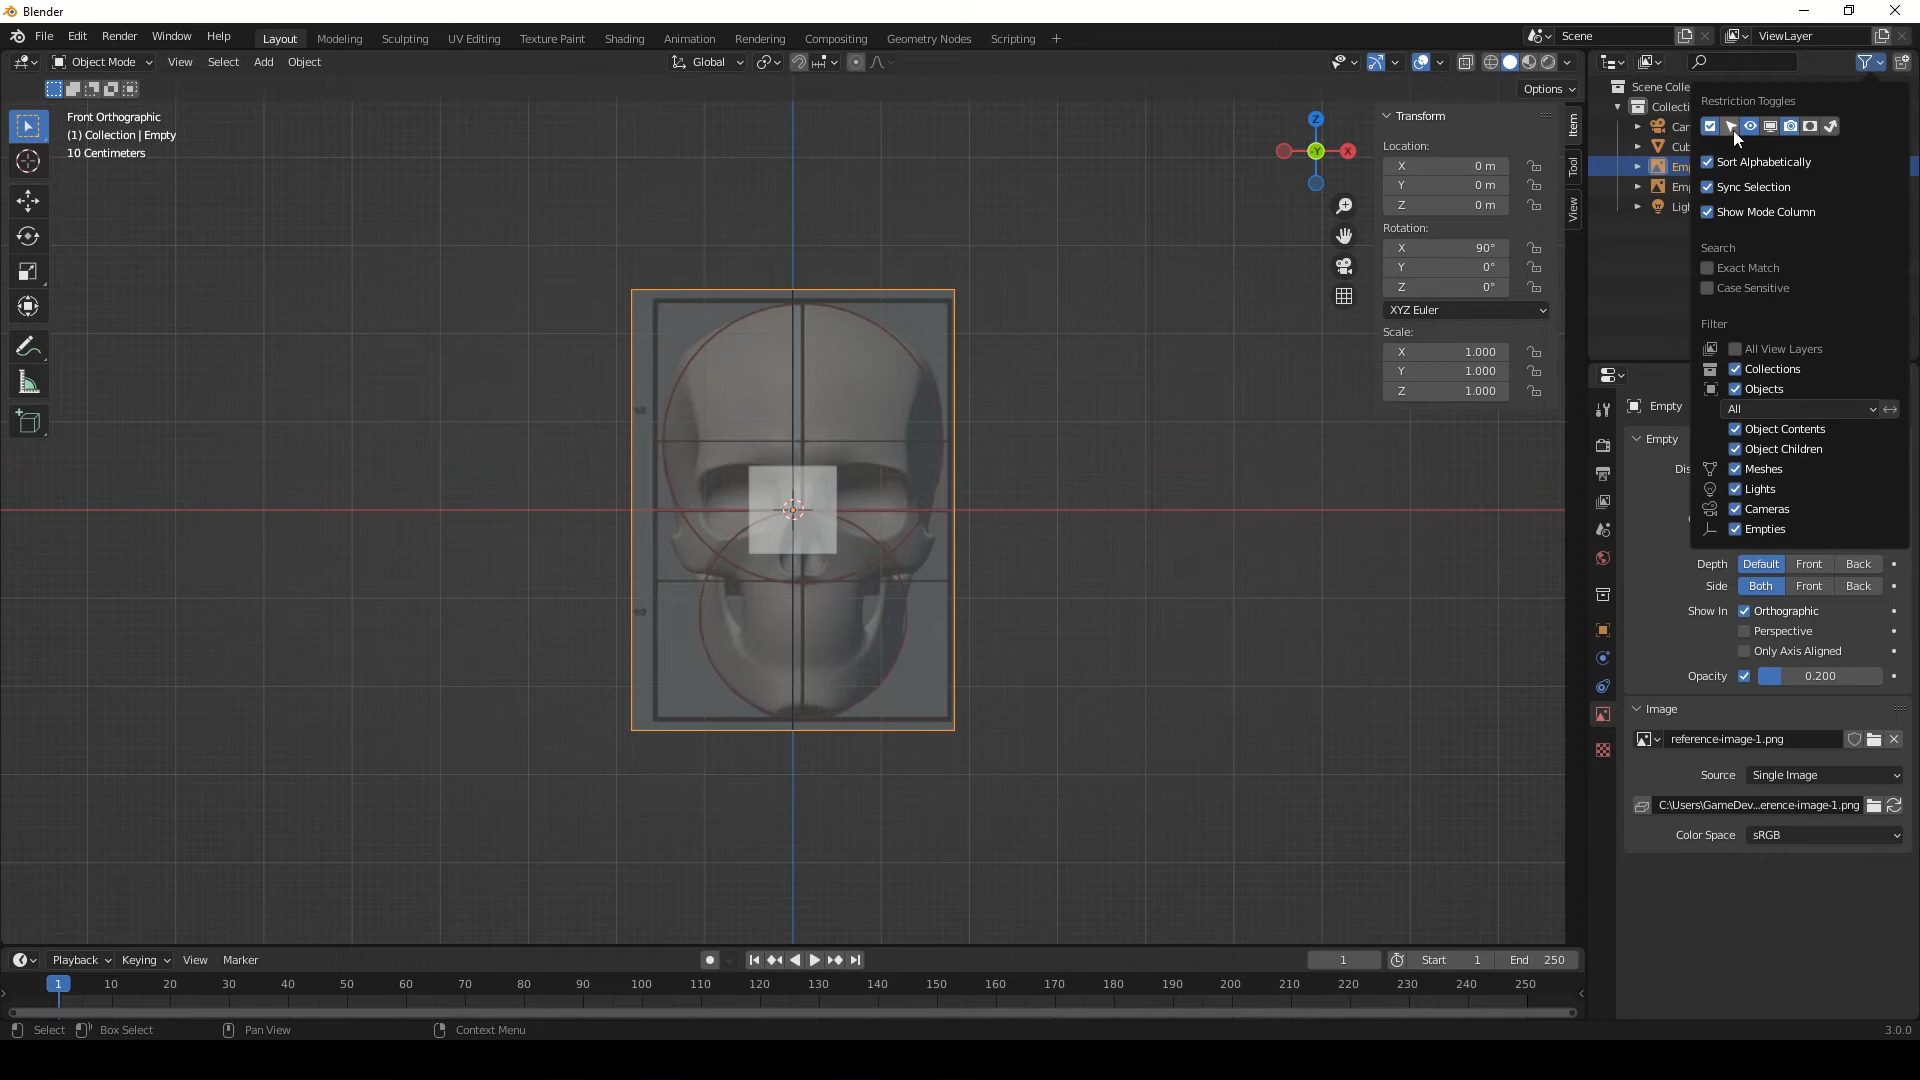 Blender
File Edit Render Window Help
Layout Modeling Sculpting UV Editing Texture Paint Shading Animation Rendering Compositing Geometry Nodes Scripting +
Scene ViewLayer
Object Mode View Select Add Object
Global
Options
Front Orthographic
(1) Collection | Empty
10 Centimeters
Z
-Y X
Item
Tool
View
Transform
Location:
X 0 m
Y 0 m
Z 0 m
Rotation:
X 90°
Y 0°
Z 0°
XYZ Euler
Scale:
X 1.000
Y 1.000
Z 1.000
Scene Colle
Collecti
Car
Cub
Emp
Emp
Ligh
Restriction Toggles
Sort Alphabetically
Sync Selection
Show Mode Column
Search
Exact Match
Case Sensitive
Filter
All View Layers
Collections
Objects
All
Object Contents
Object Children
Meshes
Lights
Cameras
Empties
Empty
Empty
Dis
Depth Default Front Back
Side Both Front Back
Show In Orthographic
Perspective
Only Axis Aligned
Opacity 0.200
Image
reference-image-1.png
Source Single Image
C:\Users\GameDev...erence-image-1.png
Color Space sRGB
Playback Keying View Marker
1 Start 1 End 250
1 10 20 30 40 50 60 70 80 90 100 110 120 130 140 150 160 170 180 190 200 210 220 230 240 250
Select Box Select Pan View Context Menu 3.0.0